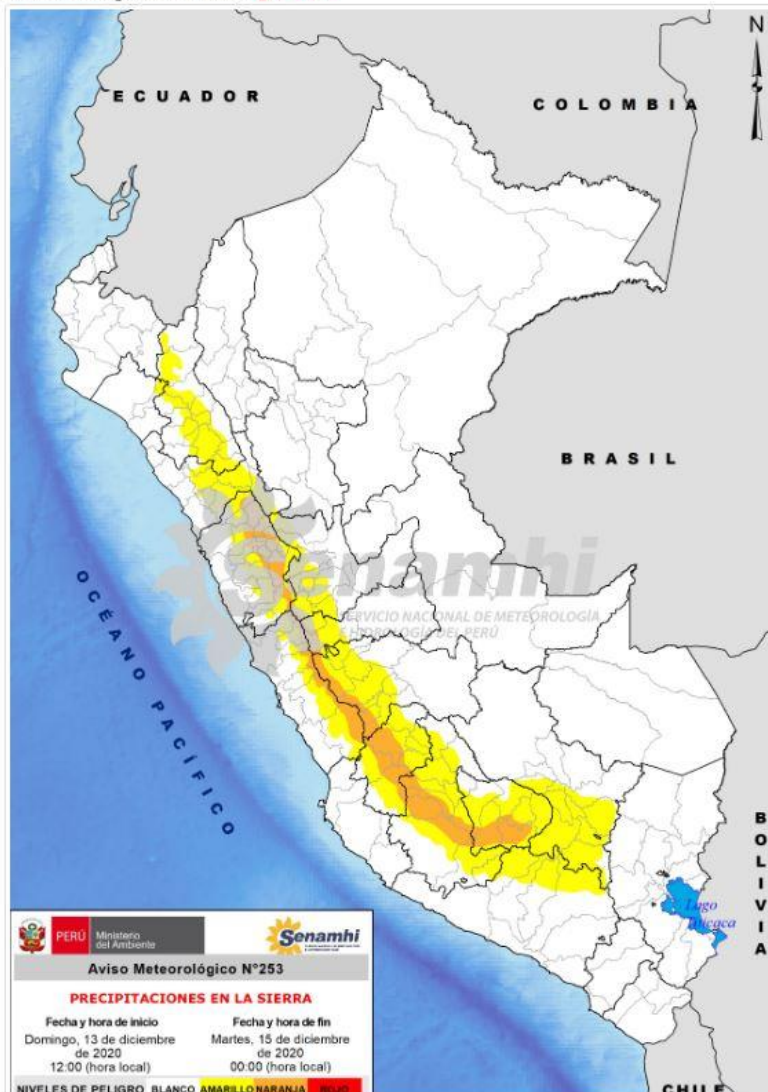 N
ECUADOR
COLOMBIA
BRASIL
Senamhi
SERVICIO NACIONAL DE METEOROLOGÍA
E HIDROLOGÍA DEL PERÚ
OCÉANO PACÍFICO
BOLIVIA
Lago
Titicaca
PERÚ
Ministerio
del Ambiente
Senamhi
Aviso Meteorológico N°253
PRECIPITACIONES EN LA SIERRA
Fecha y hora de inicio
Domingo, 13 de diciembre
de 2020
12:00 (hora local)
Fecha y hora de fin
Martes, 15 de diciembre
de 2020
00:00 (hora local)
NIVELES DE PELIGRO BLANCO AMARILLO NARANJA ROJO
CHILE